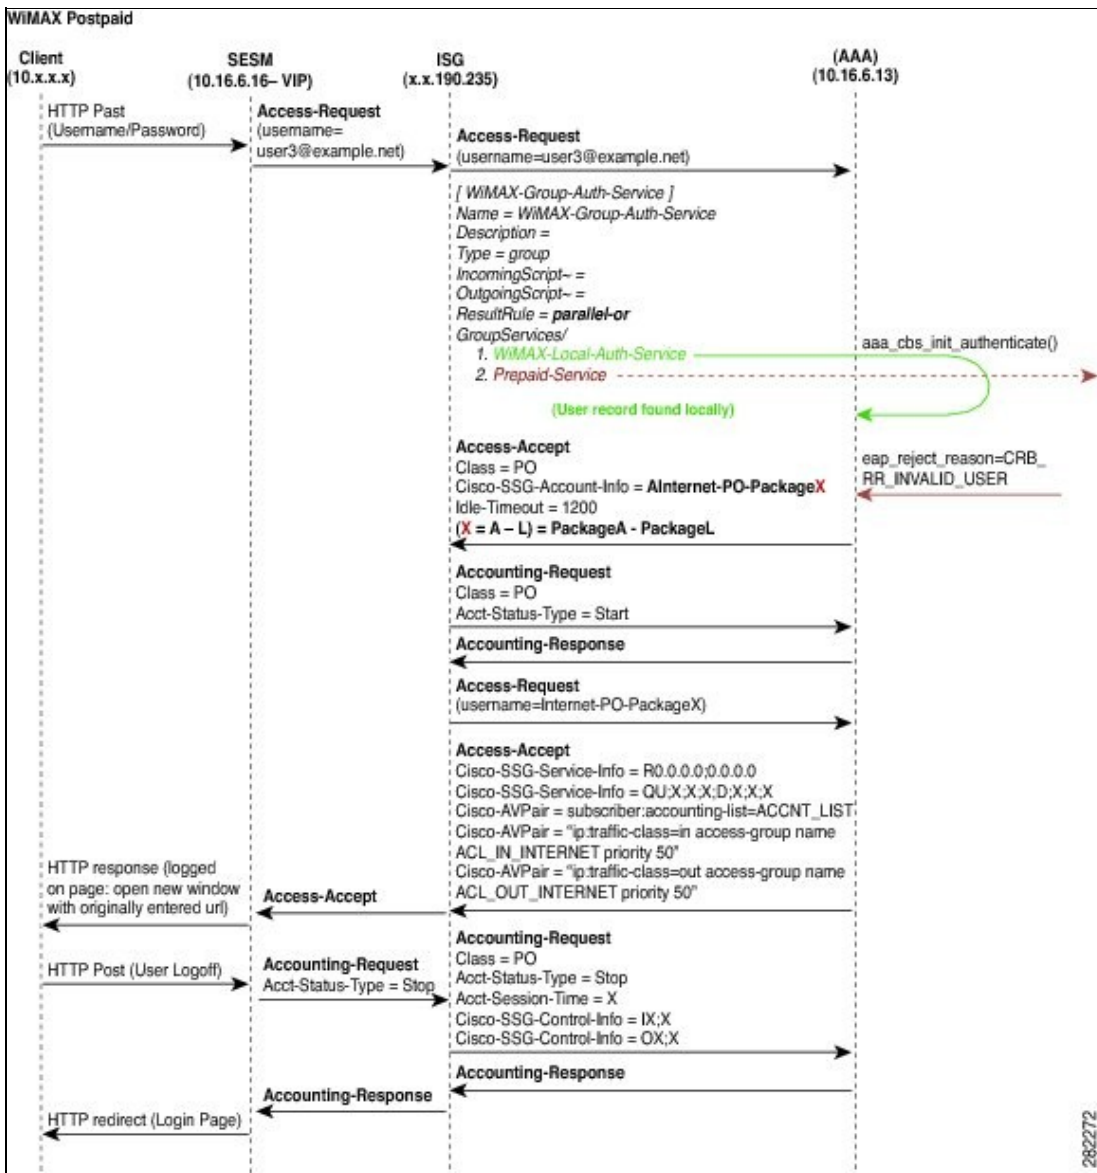 WiMAX Postpaid
Client
(10.x.x.x)
SESM
(10.16.6.16– VIP)
ISG
(x.x.190.235)
(AAA)
(10.16.6.13)
HTTP Past
(Username/Password)
Access-Request
(username=
user3@example.net)
Access-Request
(username=user3@example.net)
[ WiMAX-Group-Auth-Service ]
Name = WiMAX-Group-Auth-Service
Description =
Type = group
IncomingScript~ =
OutgoingScript~ =
ResultRule = parallel-or
GroupServices/
1. WiMAX-Local-Auth-Service
2. Prepaid-Service
aaa_cbs_init_authenticate()
(User record found locally)
Access-Accept
Class = PO
Cisco-SSG-Account-Info = AInternet-PO-PackageX
Idle-Timeout = 1200
(X = A – L) = PackageA - PackageL
eap_reject_reason=CRB_
RR_INVALID_USER
Accounting-Request
Class = PO
Acct-Status-Type = Start
Accounting-Response
Access-Request
(username=Internet-PO-PackageX)
Access-Accept
Cisco-SSG-Service-Info = R0.0.0.0;0.0.0.0
Cisco-SSG-Service-Info = QU;X;X;X;D;X;X;X
Cisco-AVPair = subscriber:accounting-list=ACCNT_LIST
Cisco-AVPair = “ip:traffic-class=in access-group name
ACL_IN_INTERNET priority 50”
Cisco-AVPair = “ip:traffic-class=out access-group name
ACL_OUT_INTERNET priority 50”
HTTP response (logged
on page: open new window
with originally entered url)
Access-Accept
HTTP Post (User Logoff)
Accounting-Request
Acct-Status-Type = Stop
Accounting-Request
Class = PO
Acct-Status-Type = Stop
Acct-Session-Time = X
Cisco-SSG-Control-Info = IX;X
Cisco-SSG-Control-Info = OX;X
Accounting-Response
Accounting-Response
HTTP redirect (Login Page)
282272